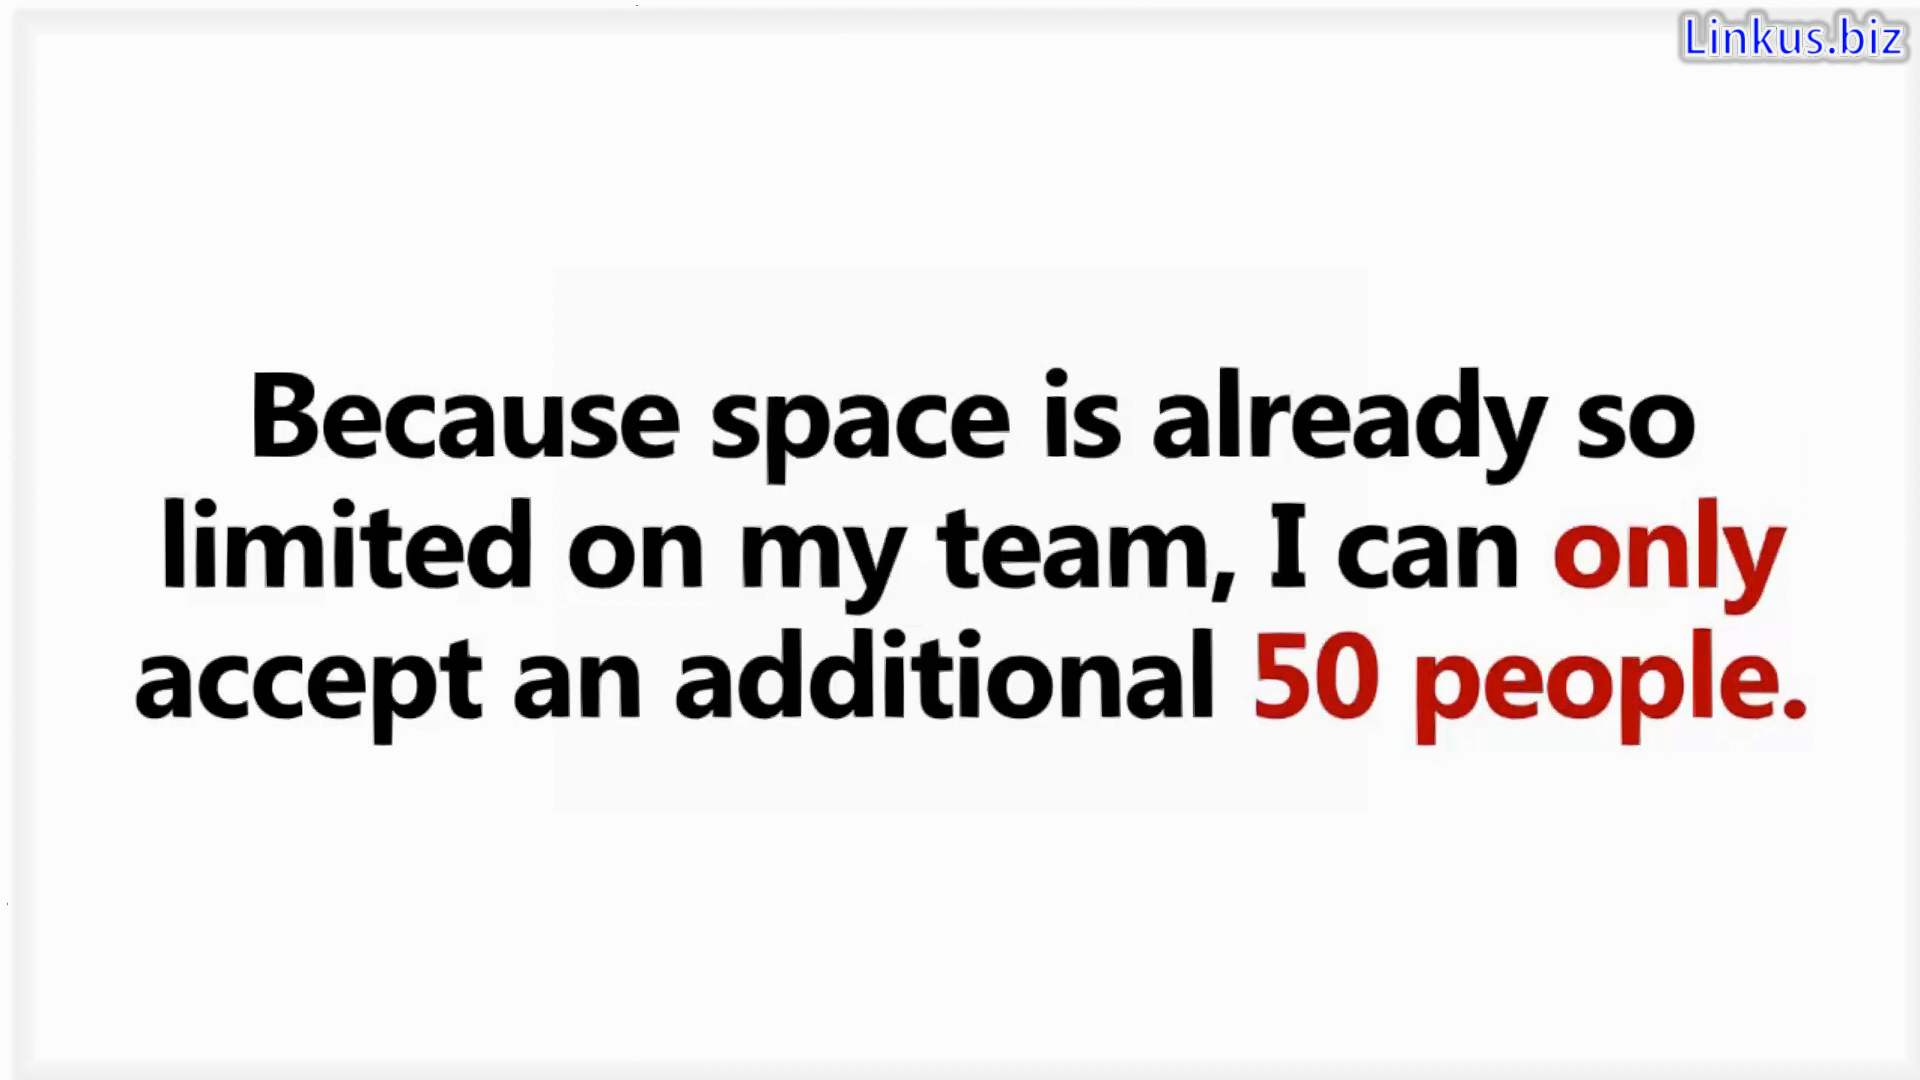 Linkus.biz
Because space is already so
limited on my team, I can only
accept an additional 50 people.